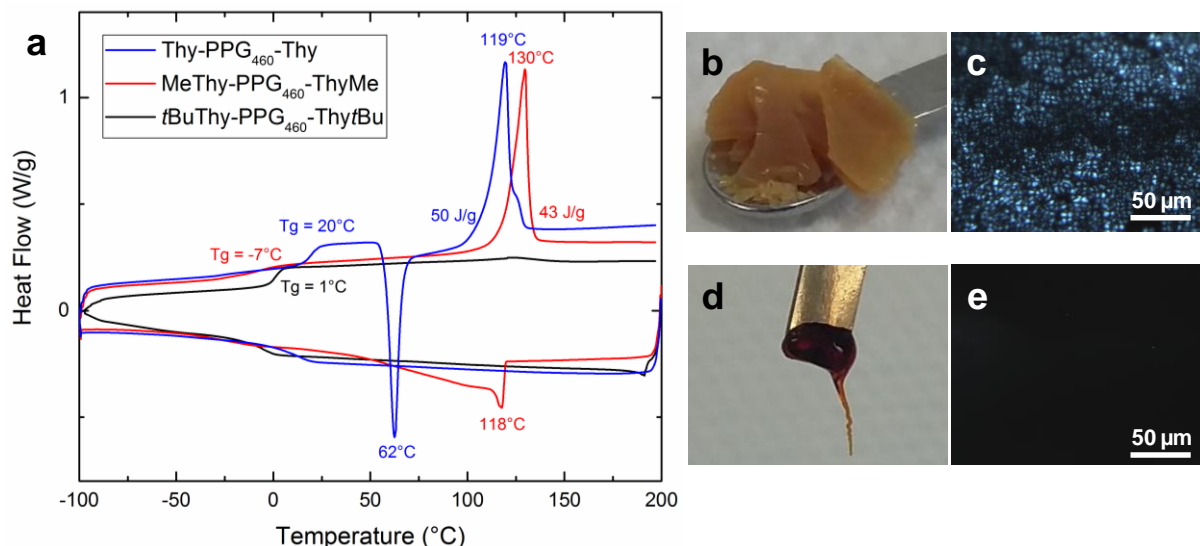 a
Thy-PPG₄₆₀-Thy
MeThy-PPG₄₆₀-ThyMe
tBuThy-PPG₄₆₀-ThytBu
119°C
130°C
50 J/g
43 J/g
Tg = 20°C
Tg = -7°C
Tg = 1°C
62°C
118°C
1
0
-100
-50
0
50
100
150
200
Heat Flow (W/g)
Temperature (°C)
b
c
50 µm
d
e
50 µm